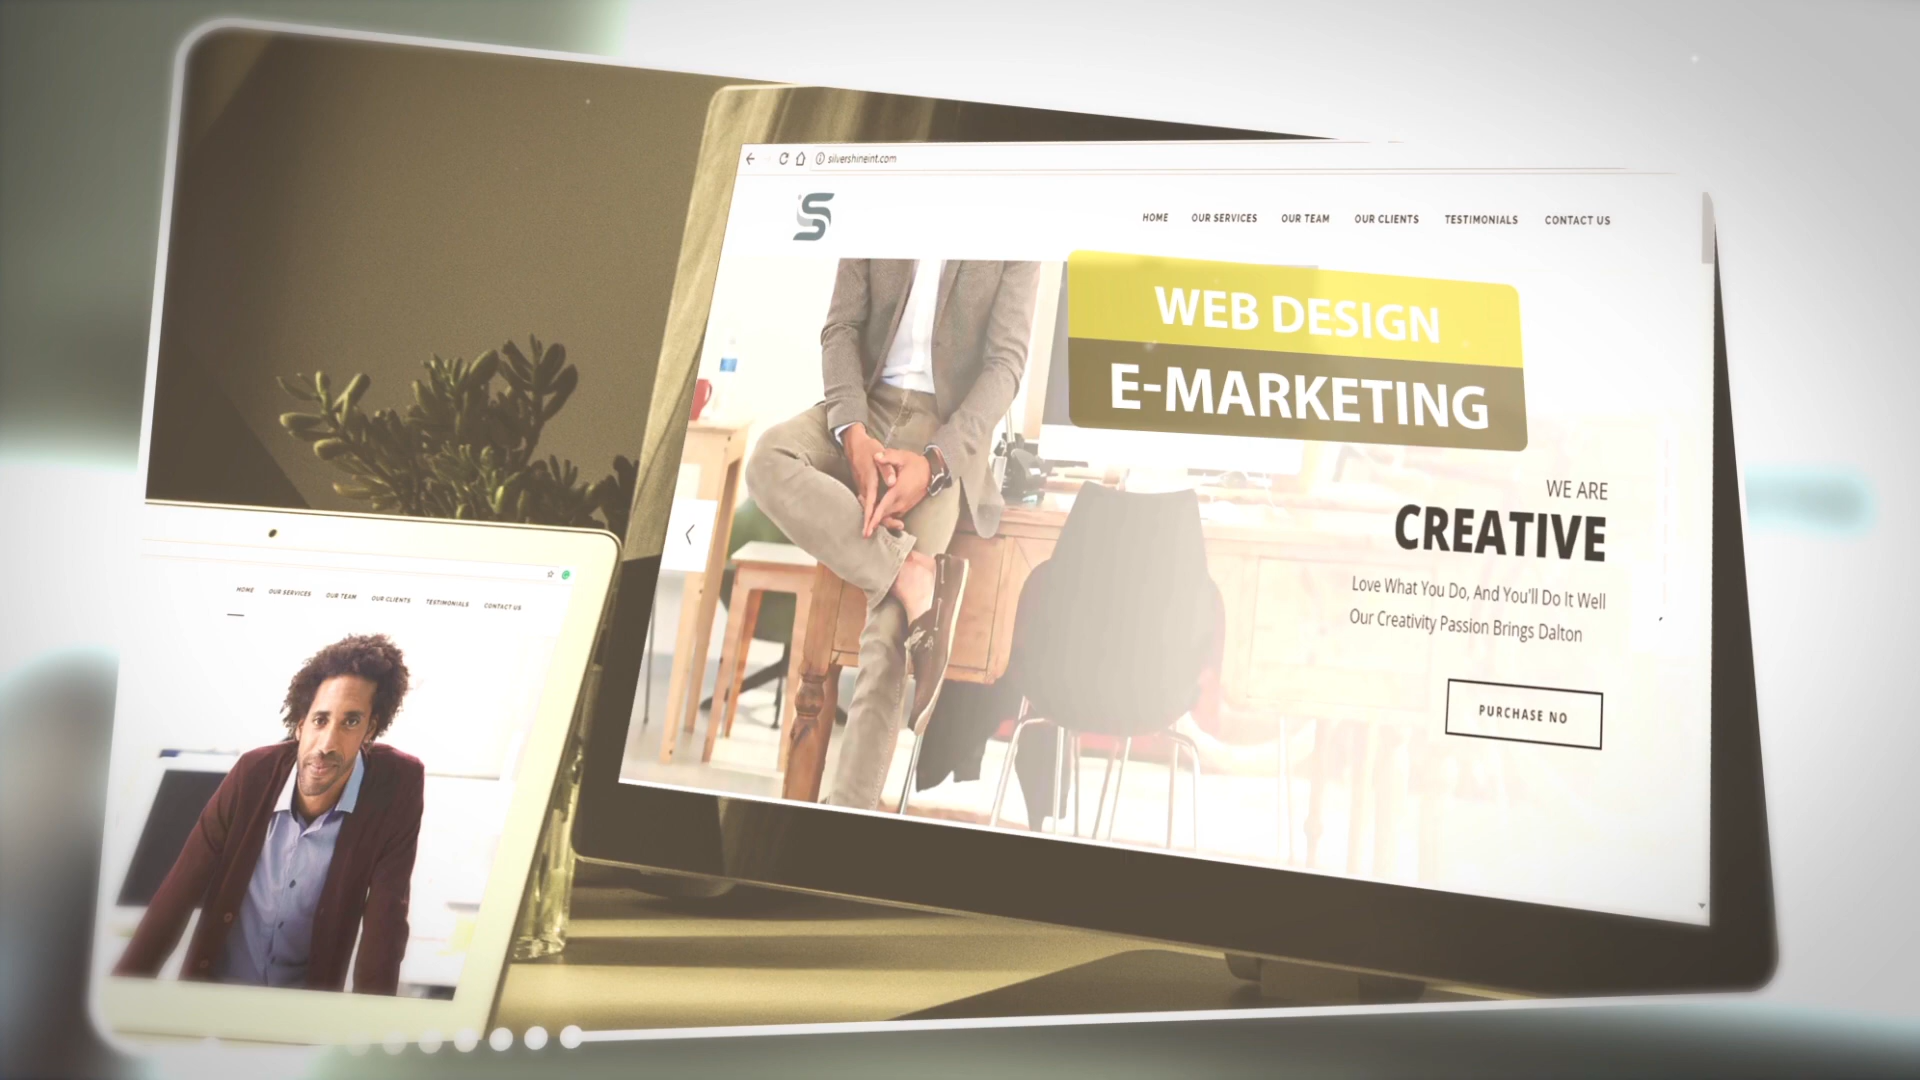 silvershineint.com
S
HOME OUR SERVICES OUR TEAM OUR CLIENTS TESTIMONIALS CONTACT US
WEB DESIGN
E-MARKETING
WE ARE
CREATIVE
Love What You Do, And You'll Do It Well
Our Creativity Passion Brings Dalton
PURCHASE NO
HOME OUR SERVICES OUR TEAM OUR CLIENTS TESTIMONIALS CONTACT US